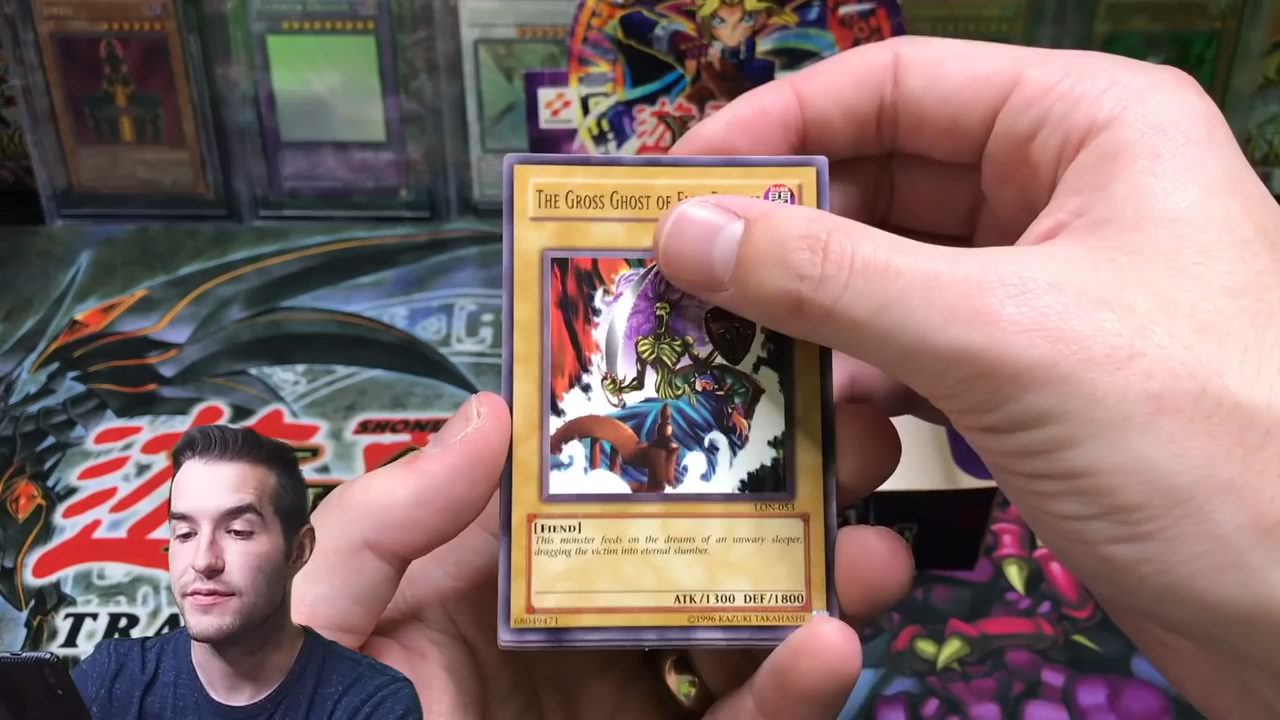 THE GROSS GHOST OF
DARK
闇
LON-053
[FIEND]
This monster feeds on the dreams of an unwary sleeper,
dragging the victim into eternal slumber.
ATK/1300 DEF/1800
68049471
©1996 KAZUKI TAKAHASHI
SHONE
TRA